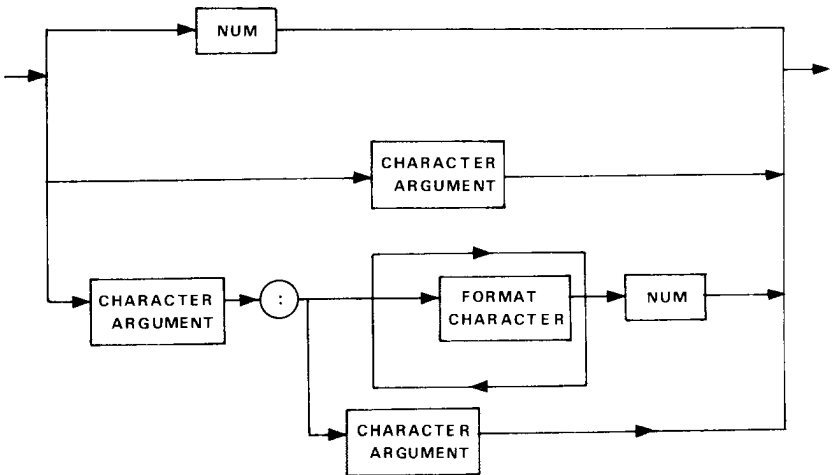 NUM
CHARACTER
ARGUMENT
CHARACTER
ARGUMENT
:
FORMAT
CHARACTER
NUM
CHARACTER
ARGUMENT